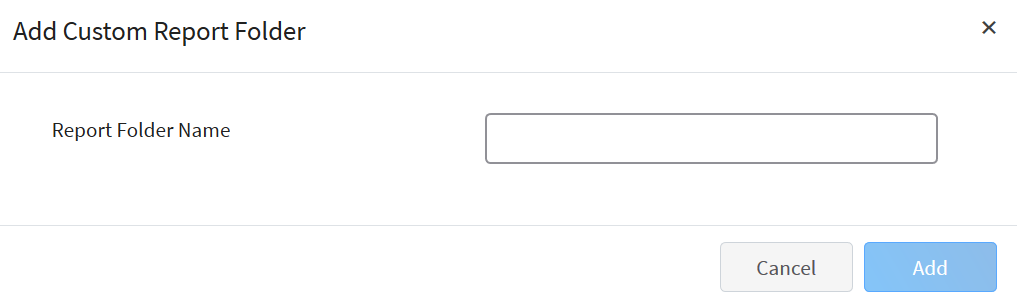 Add Custom Report Folder
Report Folder Name
Cancel
Add